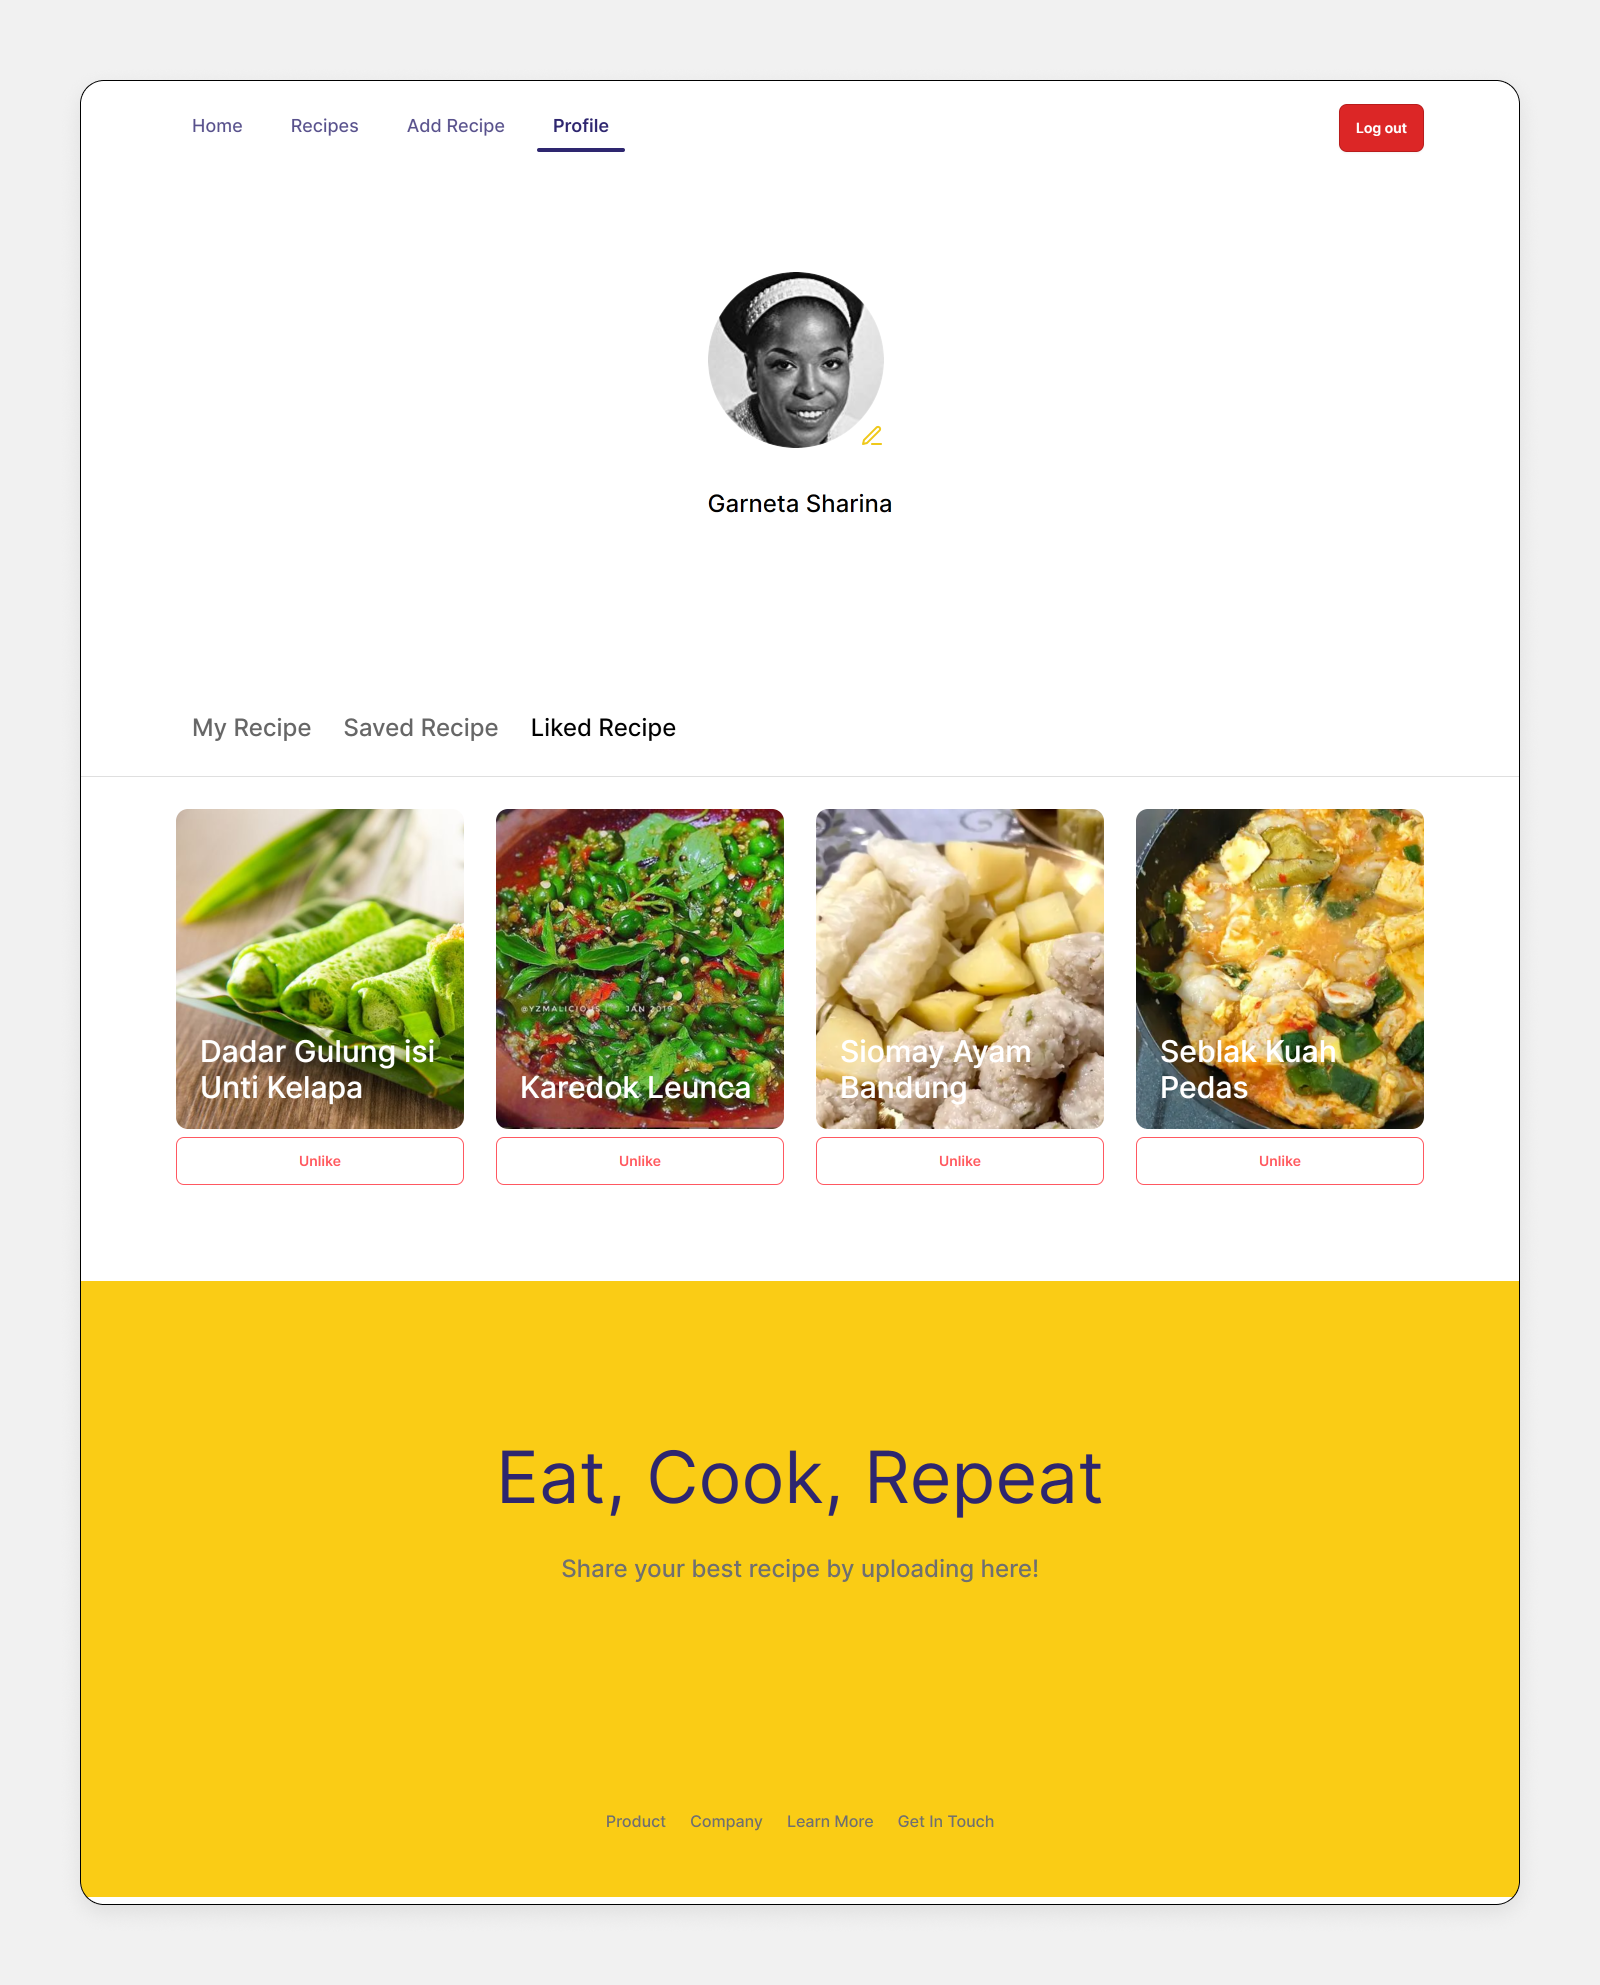 Home Recipes Add Recipe Profile Log out
Garneta Sharina
My Recipe Saved Recipe Liked Recipe
@YZMALICIOUS | JAN 2019
Dadar Gulung isi
Unti Kelapa
Karedok Leunca
Siomay Ayam
Bandung
Seblak Kuah
Pedas
Unlike Unlike Unlike Unlike
Eat, Cook, Repeat
Share your best recipe by uploading here!
Product Company Learn More Get In Touch